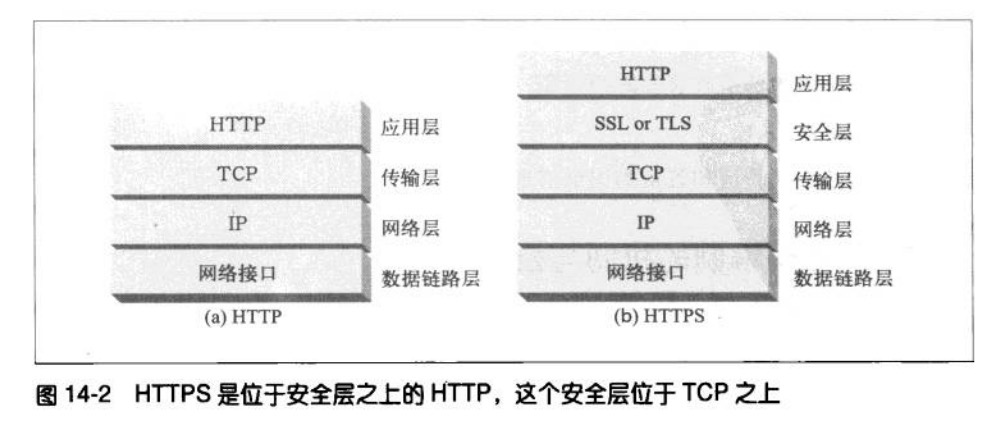 HTTP 应用层
HTTP 应用层
SSL or TLS 安全层
TCP 传输层
TCP 传输层
IP 网络层
IP 网络层
网络接口 数据链路层
网络接口 数据链路层
(a) HTTP
(b) HTTPS
图 14-2 HTTPS 是位于安全层之上的 HTTP，这个安全层位于 TCP 之上